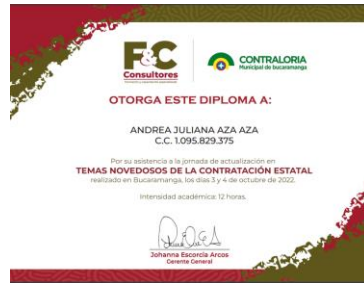 F&C
Consultores
CONTRALORIA
Municipal de bucaramanga
OTORGA ESTE DIPLOMA A:
ANDREA JULIANA AZA AZA
C.C. 1.095.829.375
Por su asistencia a la jornada de actualización en
TEMAS NOVEDOSOS DE LA CONTRATACIÓN ESTATAL
realizado en Bucaramanga, los días 3 y 4 de octubre de 2022.
Intensidad académica: 12 horas.
Johanna Escorcia Arcos
Gerente General